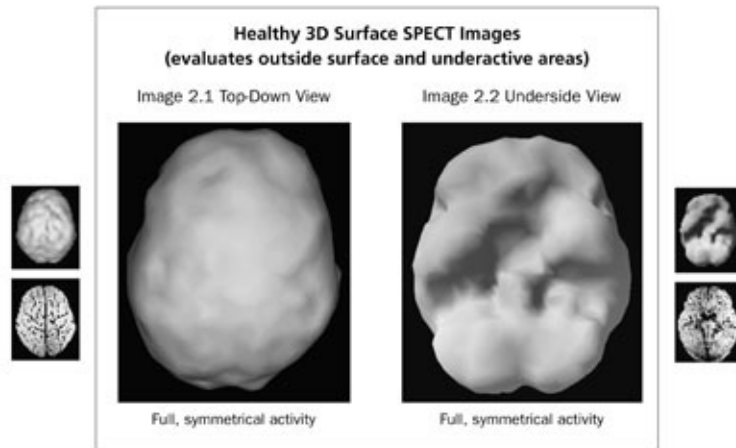 Healthy 3D Surface SPECT Images
(evaluates outside surface and underactive areas)
Image 2.1 Top-Down View
Image 2.2 Underside View
Full, symmetrical activity
Full, symmetrical activity